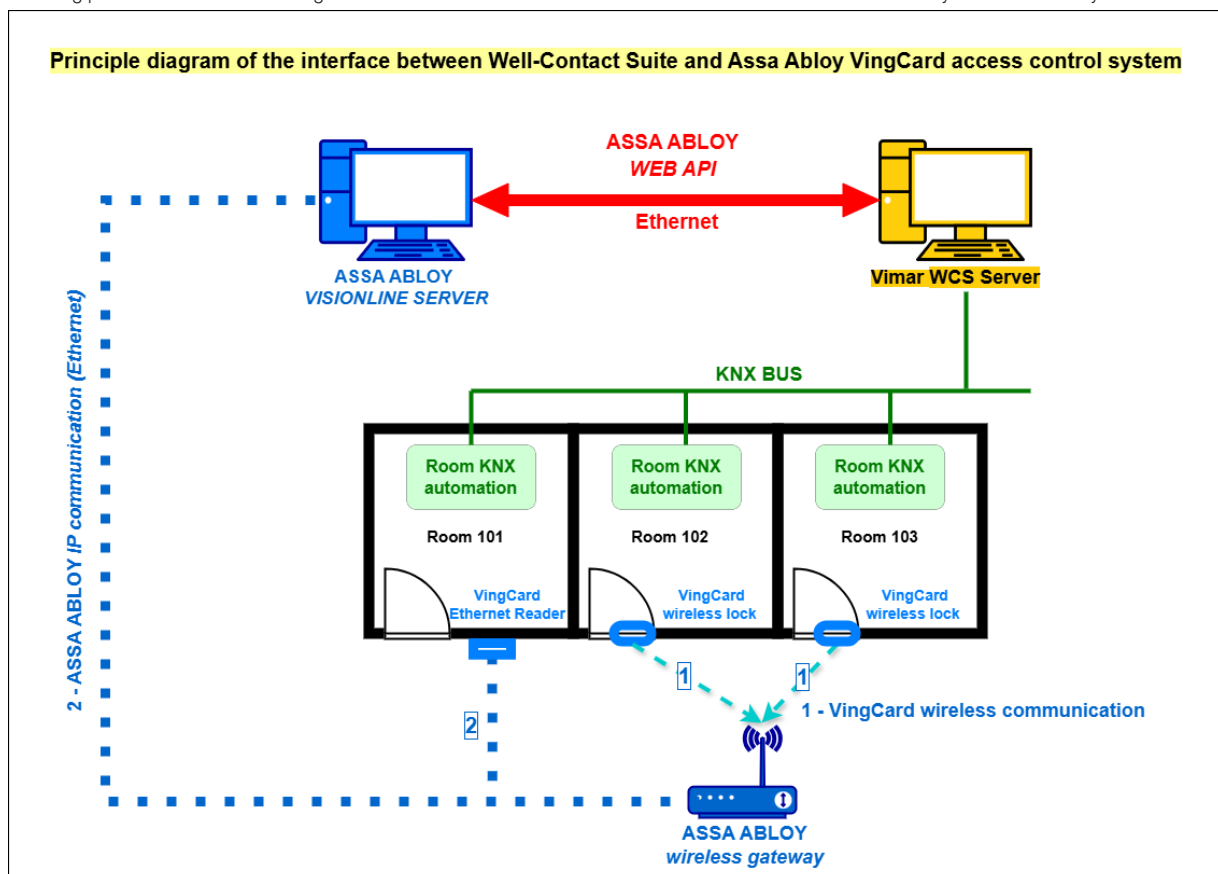 Principle diagram of the interface between Well-Contact Suite and Assa Abloy VingCard access control system
ASSA ABLOY
WEB API
Ethernet
ASSA ABLOY
VISIONLINE SERVER
Vimar WCS Server
2 - ASSA ABLOY IP communication (Ethernet)
KNX BUS
Room KNX
automation
Room KNX
automation
Room KNX
automation
Room 101
Room 102
Room 103
VingCard
Ethernet Reader
VingCard
wireless lock
VingCard
wireless lock
1
1
2
1 - VingCard wireless communication
ASSA ABLOY
wireless gateway